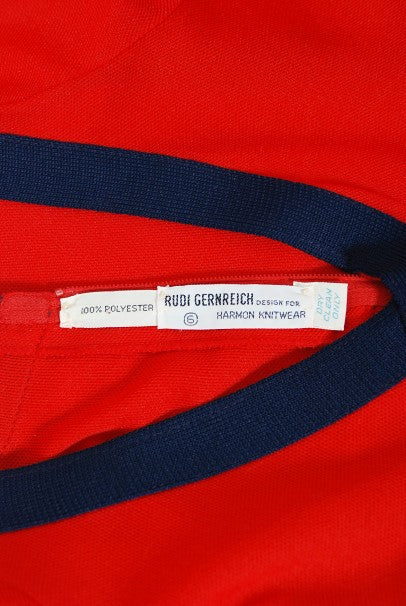 100% POLYESTER
RUDI GERNREICH DESIGN FOR
6 HARMON KNITWEAR
DRY
CLEAN
ONLY